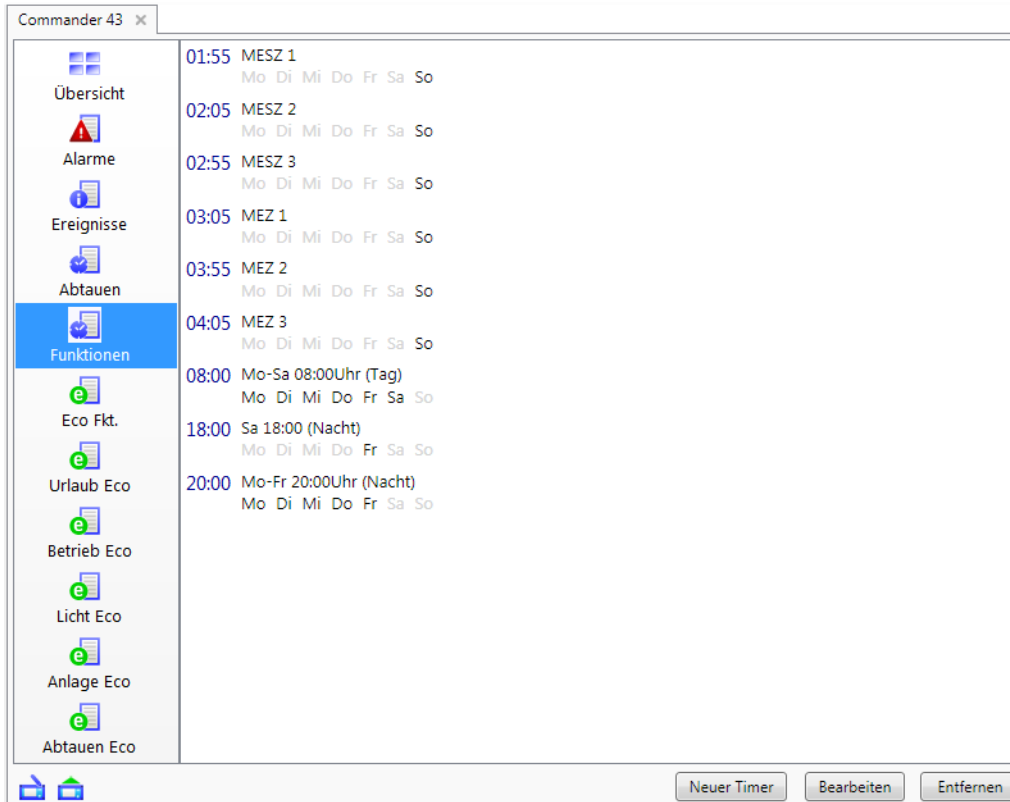 Commander 43
Übersicht
Alarme
Ereignisse
Abtauen
Funktionen
Eco Fkt.
Urlaub Eco
Betrieb Eco
Licht Eco
Anlage Eco
Abtauen Eco
01:55 MESZ 1
Mo Di Mi Do Fr Sa So
02:05 MESZ 2
Mo Di Mi Do Fr Sa So
02:55 MESZ 3
Mo Di Mi Do Fr Sa So
03:05 MEZ 1
Mo Di Mi Do Fr Sa So
03:55 MEZ 2
Mo Di Mi Do Fr Sa So
04:05 MEZ 3
Mo Di Mi Do Fr Sa So
08:00 Mo-Sa 08:00Uhr (Tag)
Mo Di Mi Do Fr Sa So
18:00 Sa 18:00 (Nacht)
Mo Di Mi Do Fr Sa So
20:00 Mo-Fr 20:00Uhr (Nacht)
Mo Di Mi Do Fr Sa So
Neuer Timer Bearbeiten Entfernen